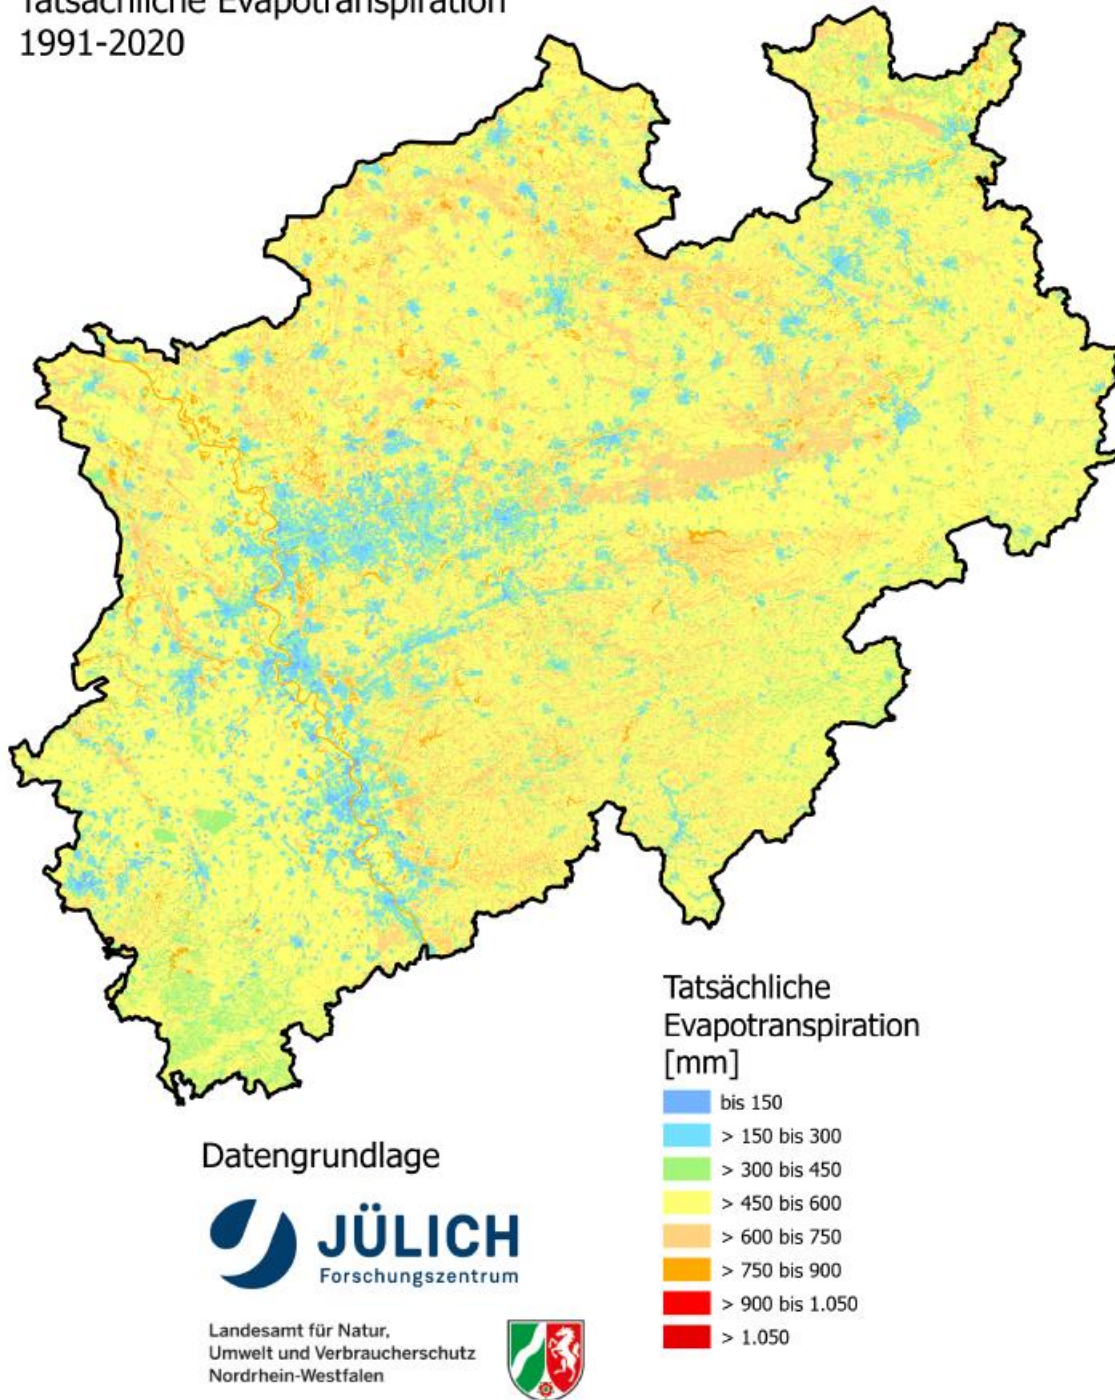 Tatsächliche Evapotranspiration
1991-2020
Tatsächliche
Evapotranspiration
[mm]
bis 150
> 150 bis 300
> 300 bis 450
> 450 bis 600
> 600 bis 750
> 750 bis 900
> 900 bis 1.050
> 1.050
Datengrundlage
JÜLICH
Forschungszentrum
Landesamt für Natur,
Umwelt und Verbraucherschutz
Nordrhein-Westfalen